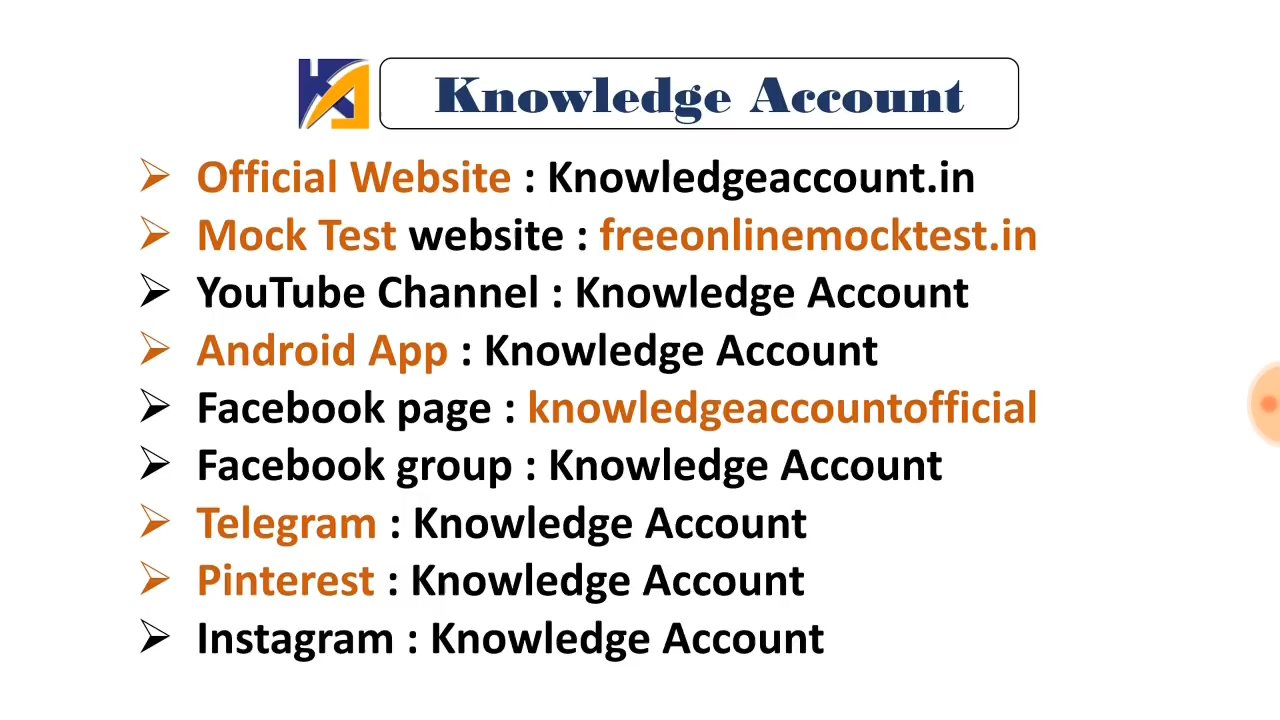 Knowledge Account
➢ Official Website : Knowledgeaccount.in
➢ Mock Test website : freeonlinemocktest.in
➢ YouTube Channel : Knowledge Account
➢ Android App : Knowledge Account
➢ Facebook page : knowledgeaccountofficial
➢ Facebook group : Knowledge Account
➢ Telegram : Knowledge Account
➢ Pinterest : Knowledge Account
➢ Instagram : Knowledge Account